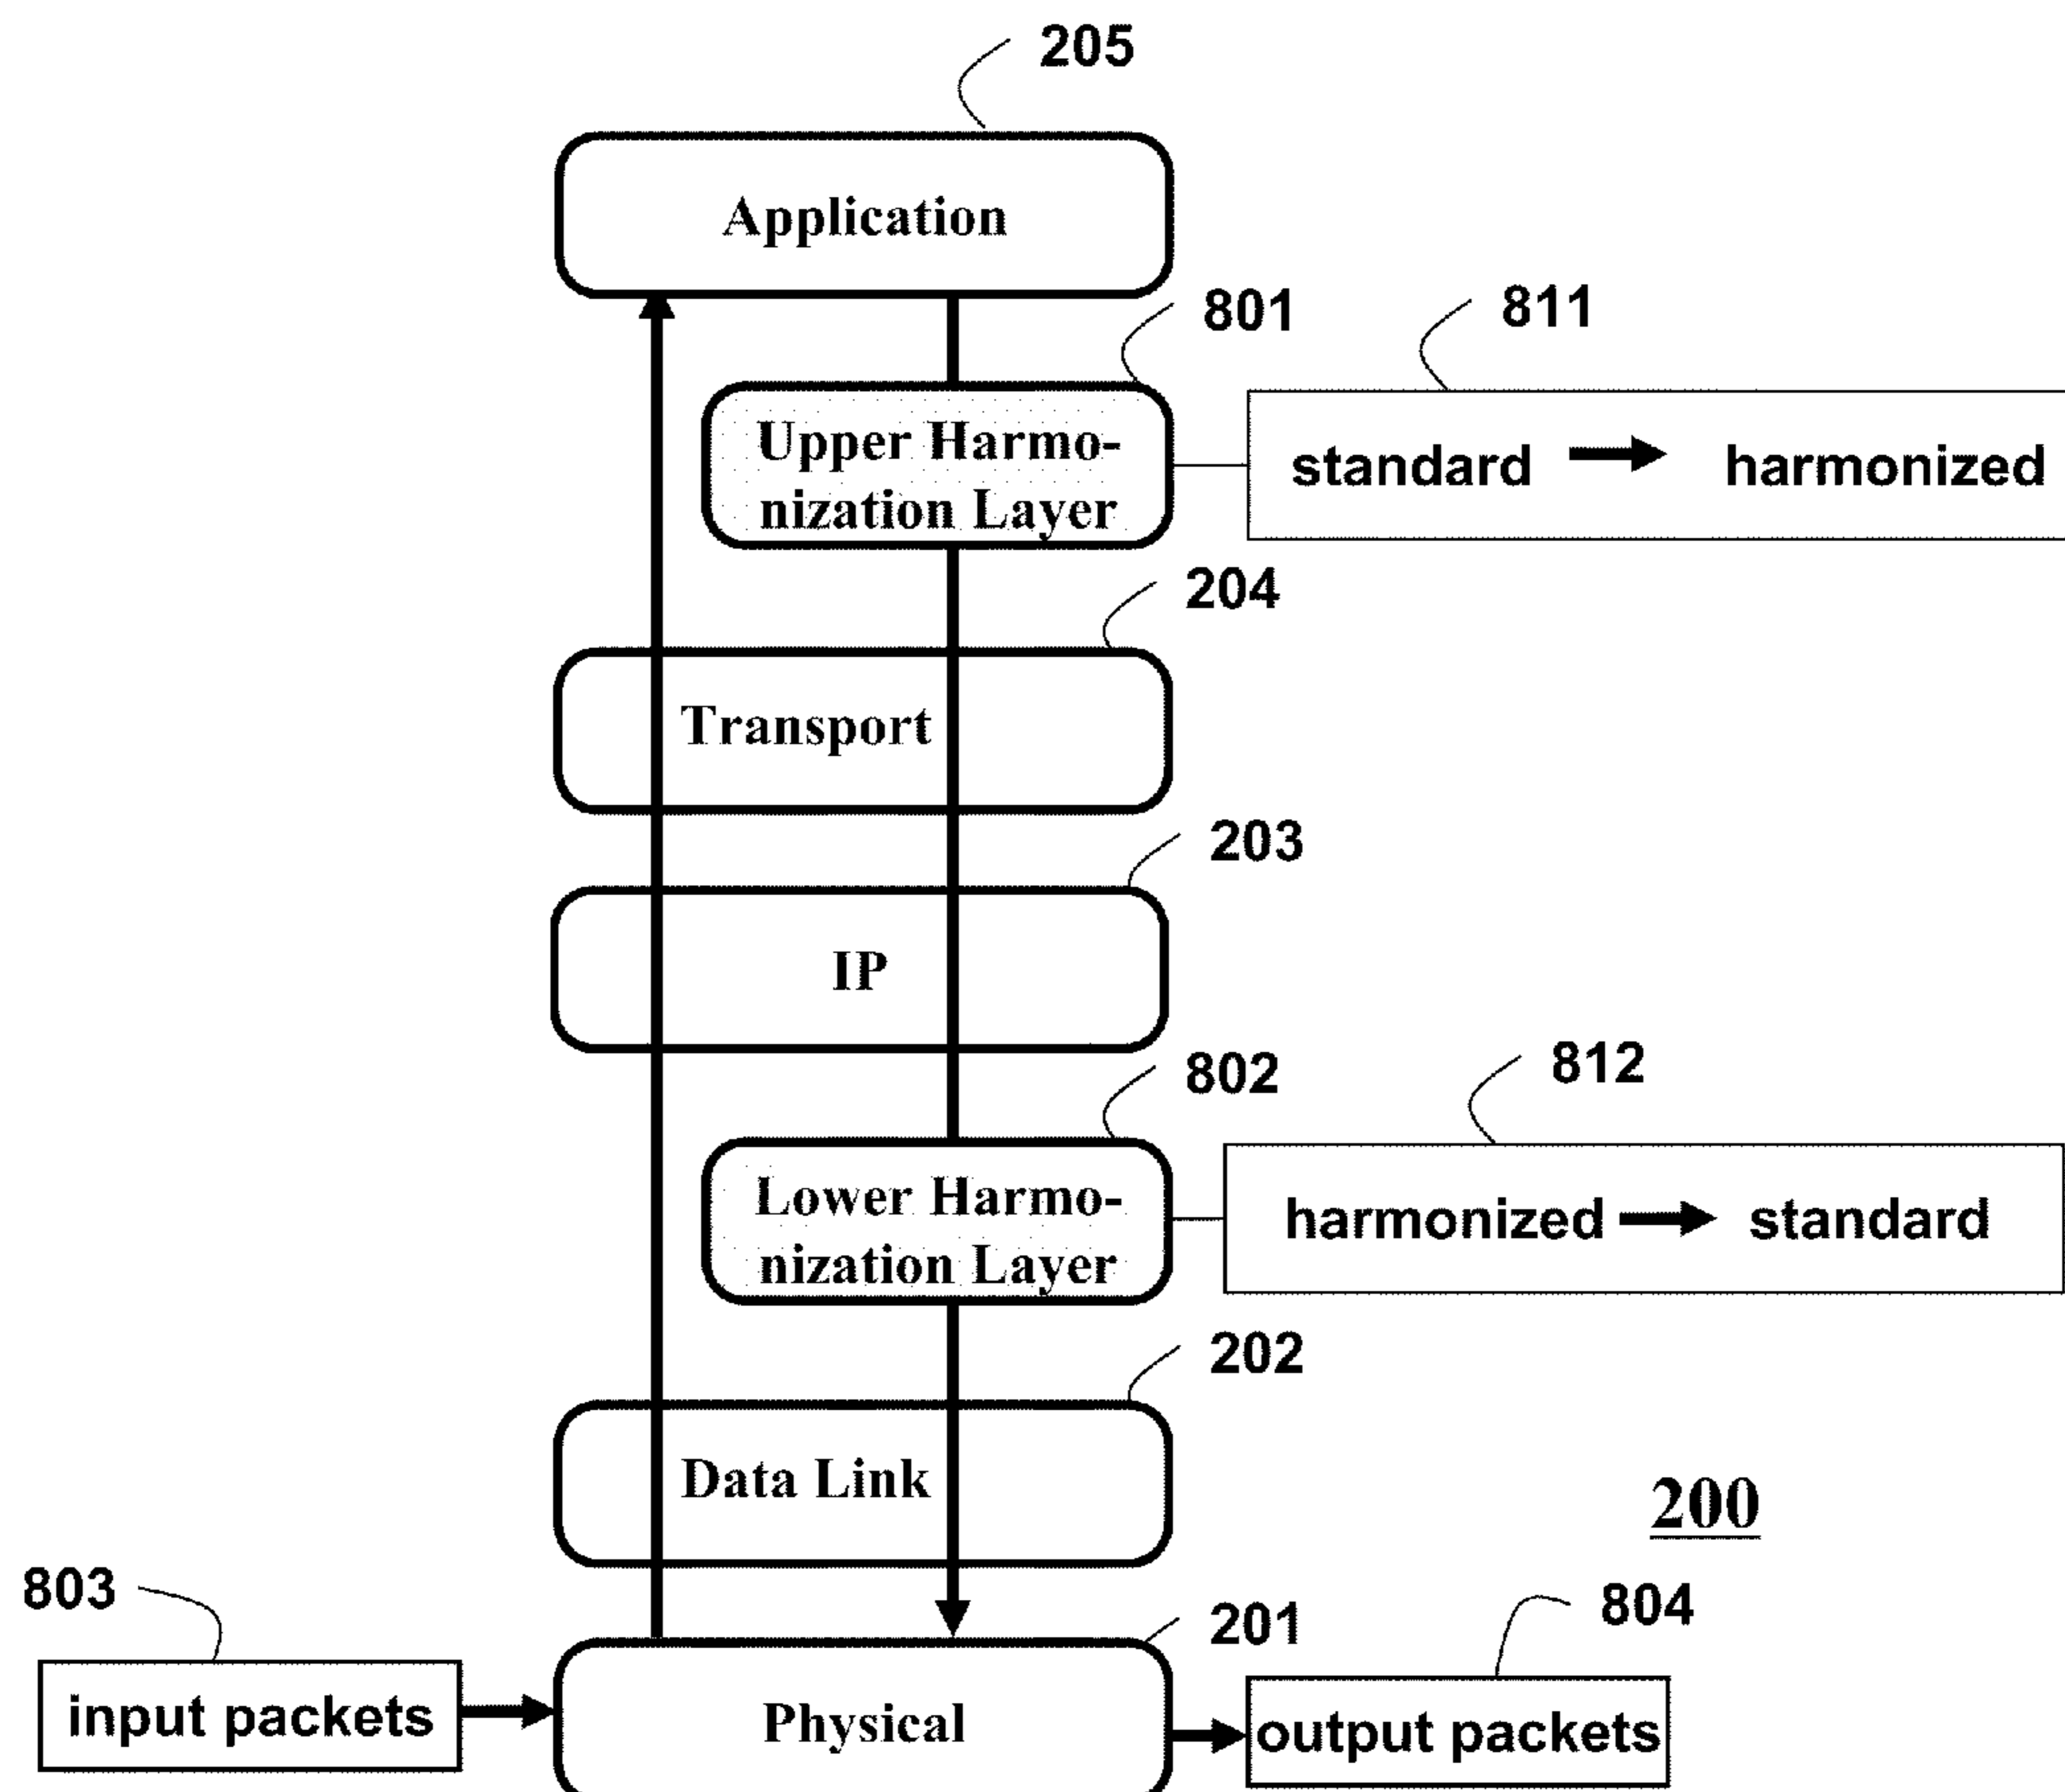 205
Application
801
811
Upper Harmo-
nization Layer
standard harmonized
204
Transport
203
IP
802
812
Lower Harmo-
nization Layer
harmonized standard
202
Data Link
200
803
201
804
input packets
Physical
output packets